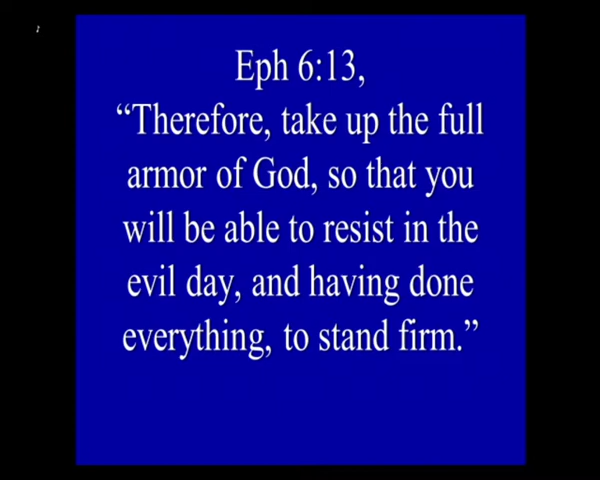 Eph 6:13,
“Therefore, take up the full
armor of God, so that you
will be able to resist in the
evil day, and having done
everything, to stand firm.”